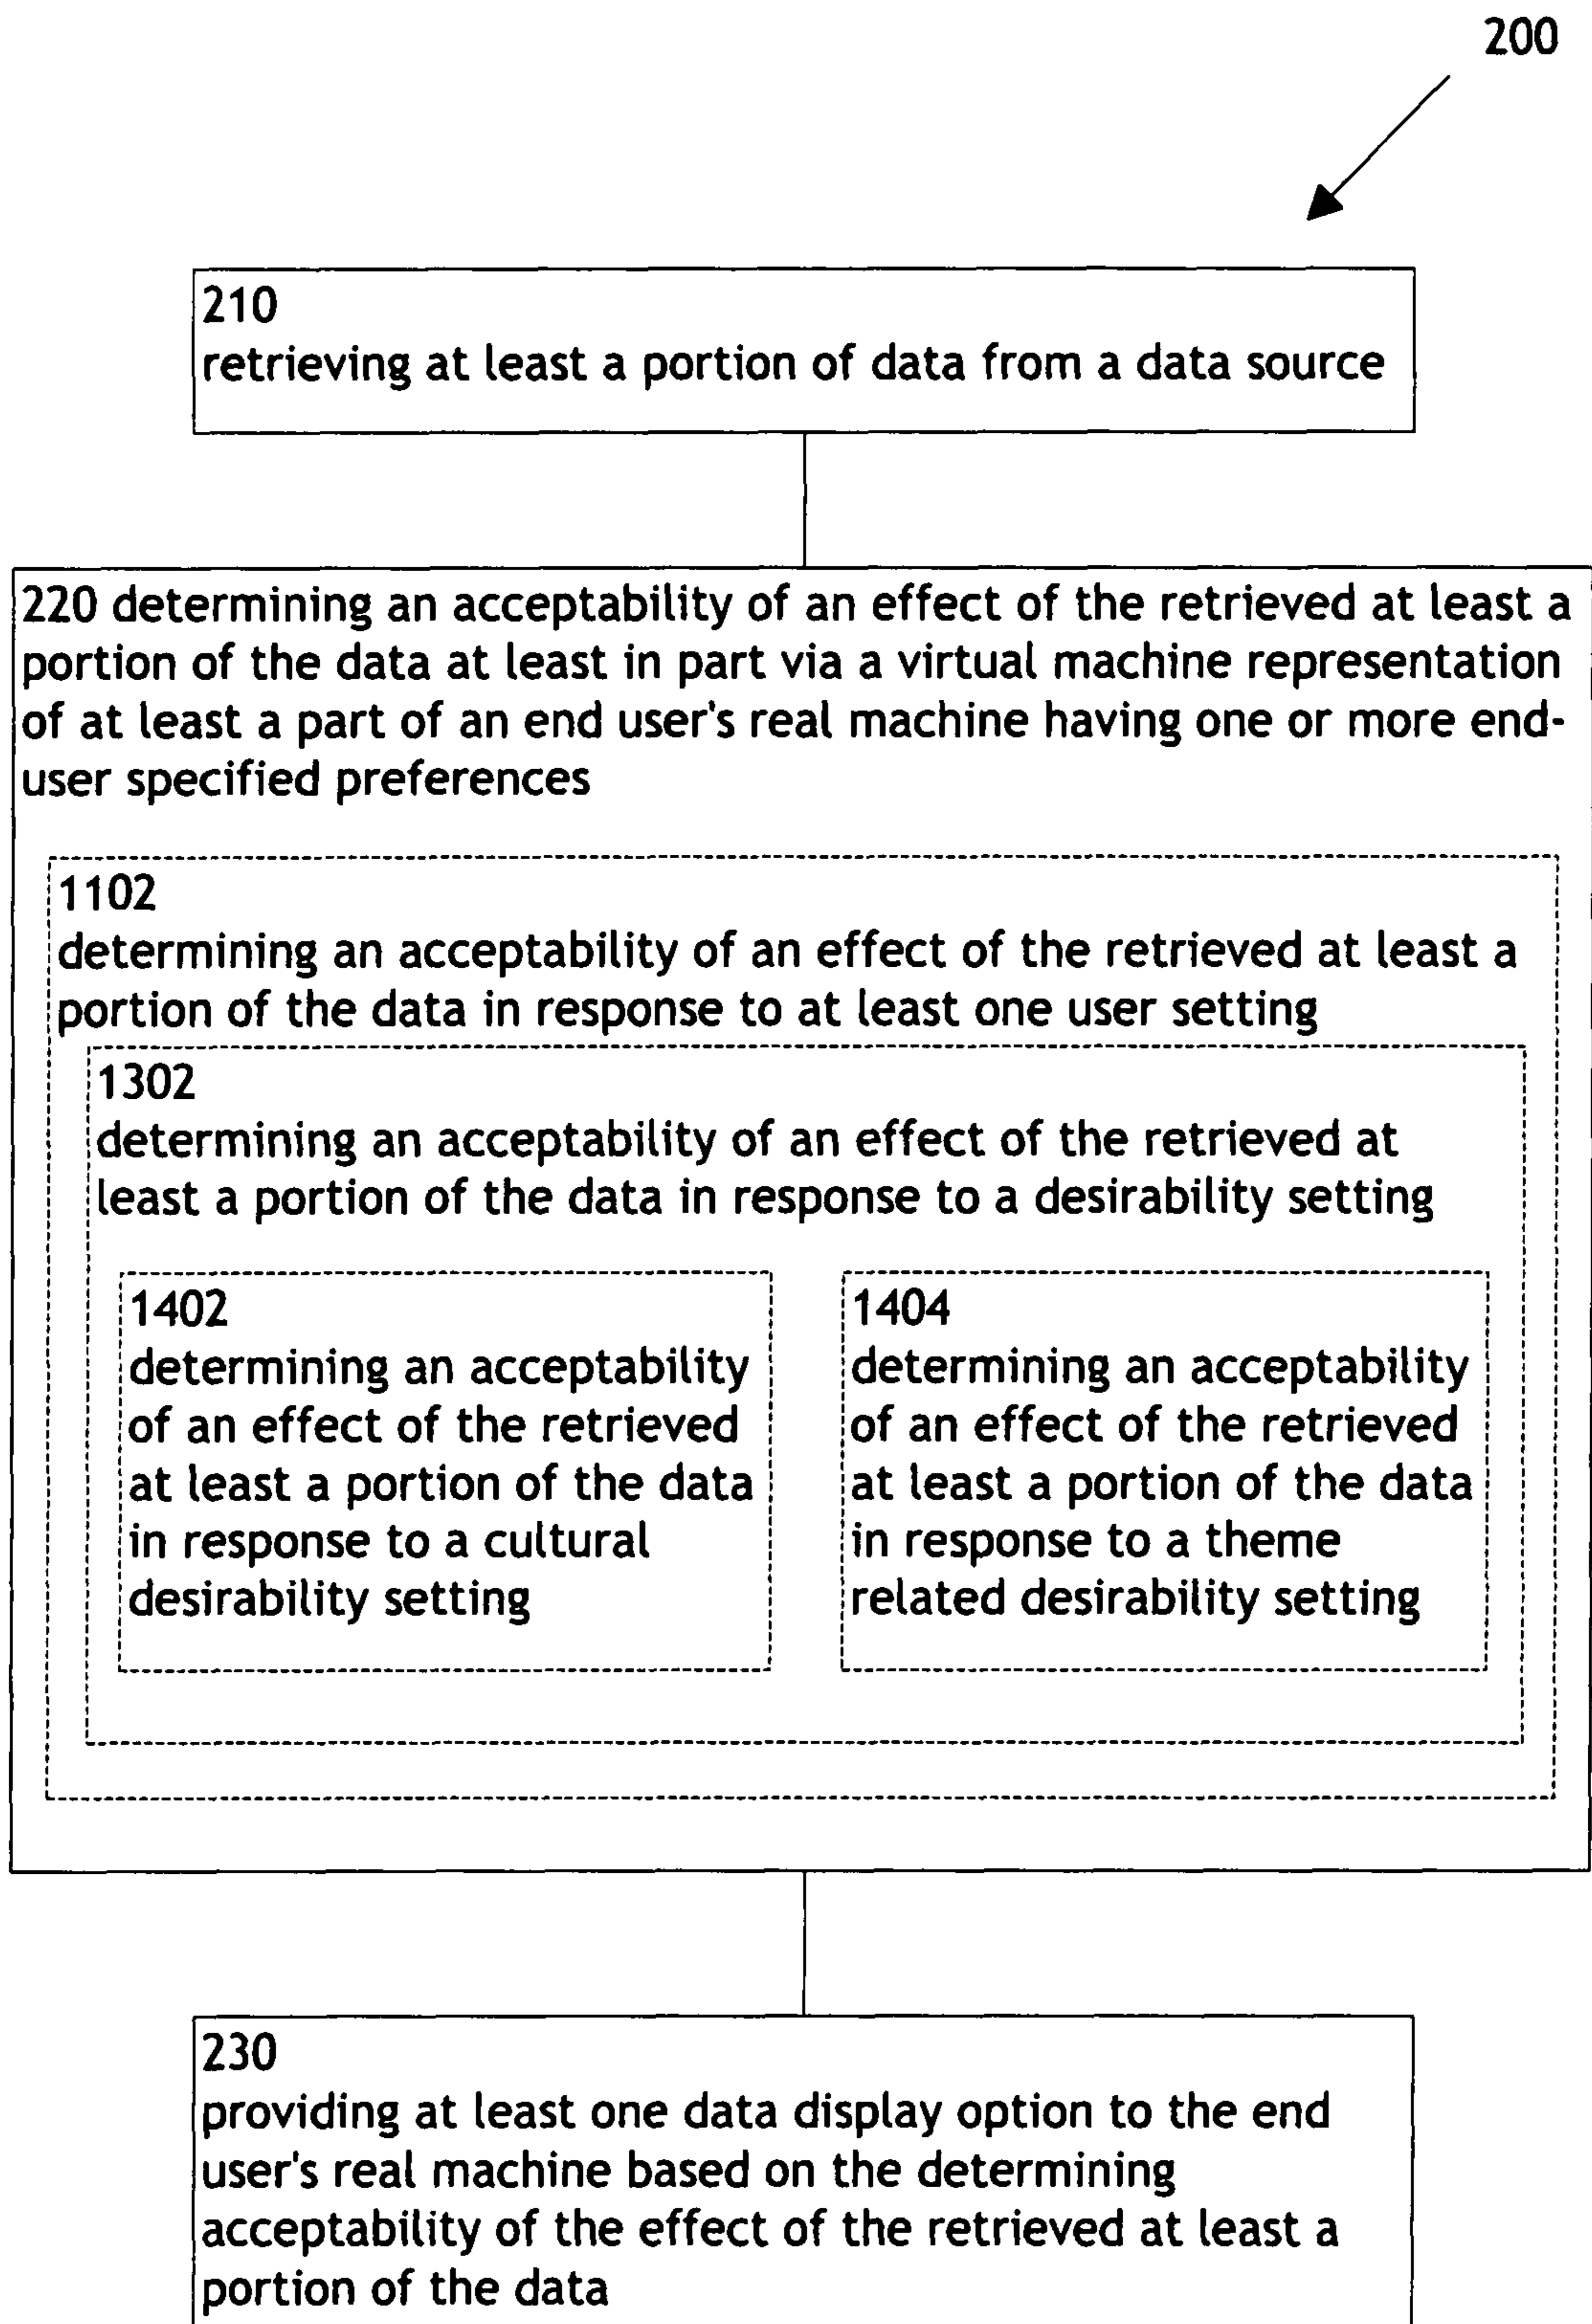 200
210
retrieving at least a portion of data from a data source
220 determining an acceptability of an effect of the retrieved at least a
portion of the data at least in part via a virtual machine representation
of at least a part of an end user's real machine having one or more end-
user specified preferences
1102
determining an acceptability of an effect of the retrieved at least a
portion of the data in response to at least one user setting
1302
determining an acceptability of an effect of the retrieved at
least a portion of the data in response to a desirability setting
1402
determining an acceptability
of an effect of the retrieved
at least a portion of the data
in response to a cultural
desirability setting
1404
determining an acceptability
of an effect of the retrieved
at least a portion of the data
in response to a theme
related desirability setting
230
providing at least one data display option to the end
user's real machine based on the determining
acceptability of the effect of the retrieved at least a
portion of the data